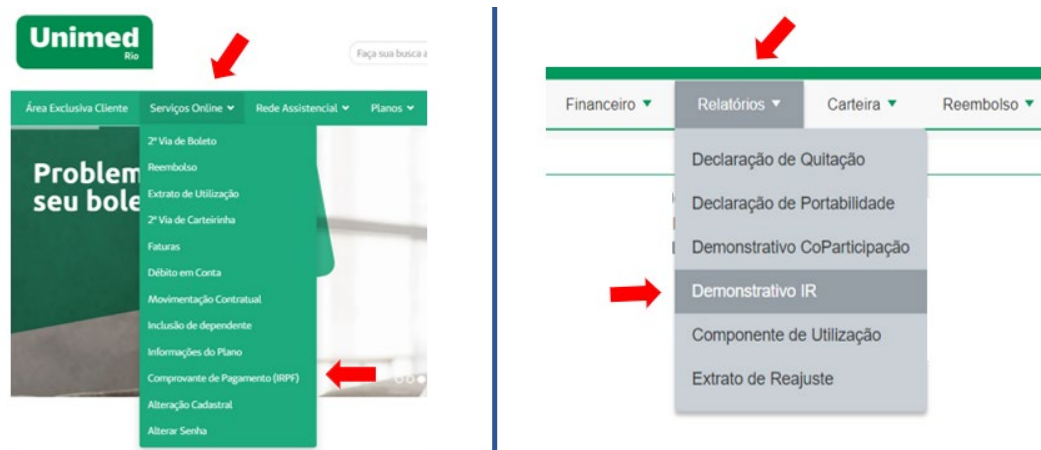 Unimed
Rio
Faça sua busca a
Área Exclusiva Cliente Serviços Online Rede Assistencial Planos
2ª Via de Boleto
Reembolso
Extrato de Utilização
2ª Via de Carteirinha
Faturas
Débito em Conta
Movimentação Contratual
Inclusão de dependente
Informações do Plano
Comprovante de Pagamento (IRPF)
Alteração Cadastral
Alterar Senha
Problem
seu bole
Financeiro Relatórios Carteira Reembolso
Declaração de Quitação
Declaração de Portabilidade
Demonstrativo CoParticipação
Demonstrativo IR
Componente de Utilização
Extrato de Reajuste